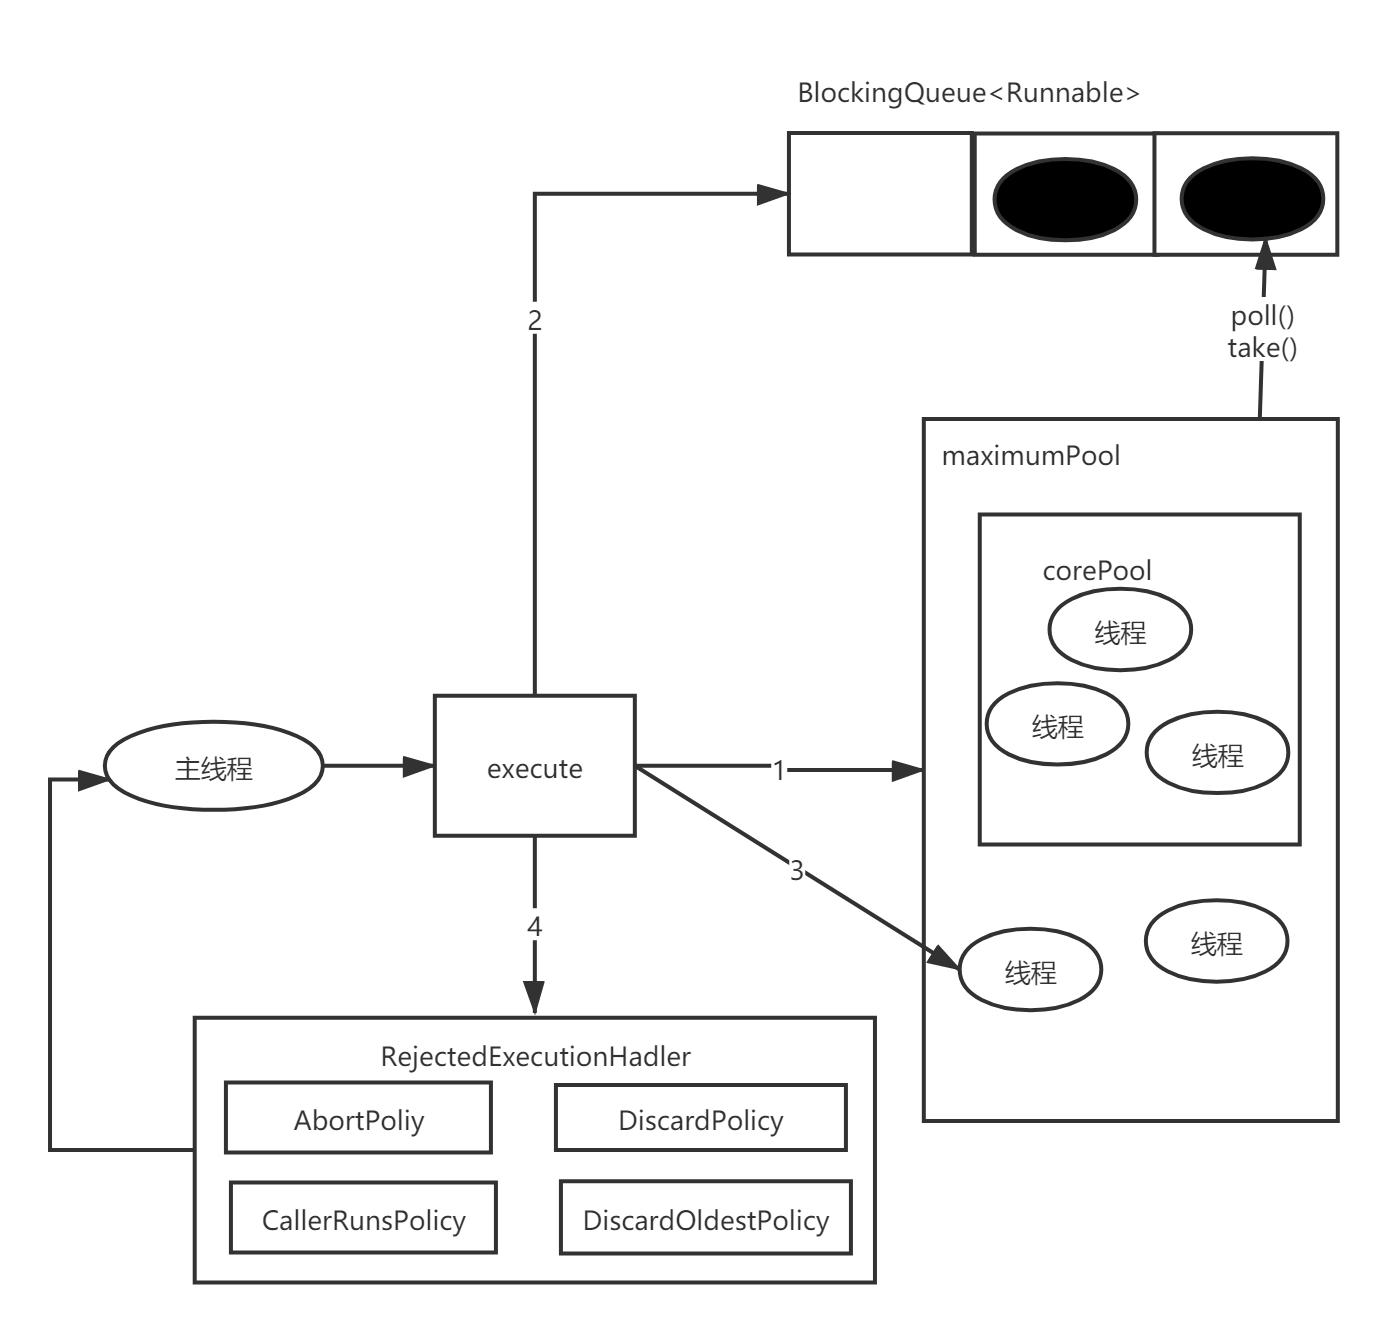 BlockingQueue<Runnable>
2
poll()
take()
maximumPool
corePool
线程
线程
线程
主线程
execute
1
3
4
线程
线程
RejectedExecutionHadler
AbortPoliy
DiscardPolicy
CallerRunsPolicy
DiscardOldestPolicy